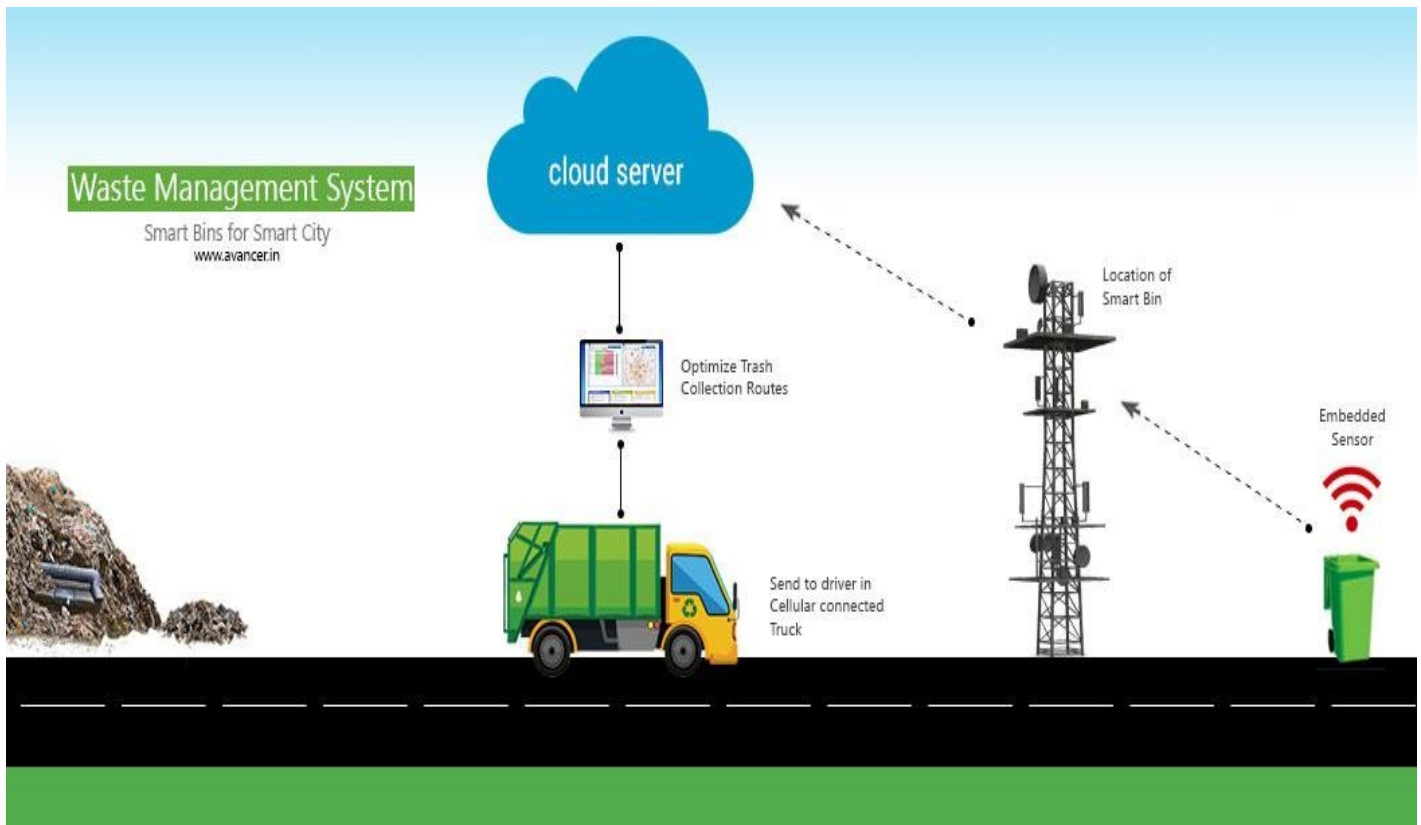 Waste Management System
Smart Bins for Smart City
www.avancer.in
cloud server
Location of
Smart Bin
Optimize Trash
Collection Routes
Embedded
Sensor
Send to driver in
Cellular connected
Truck